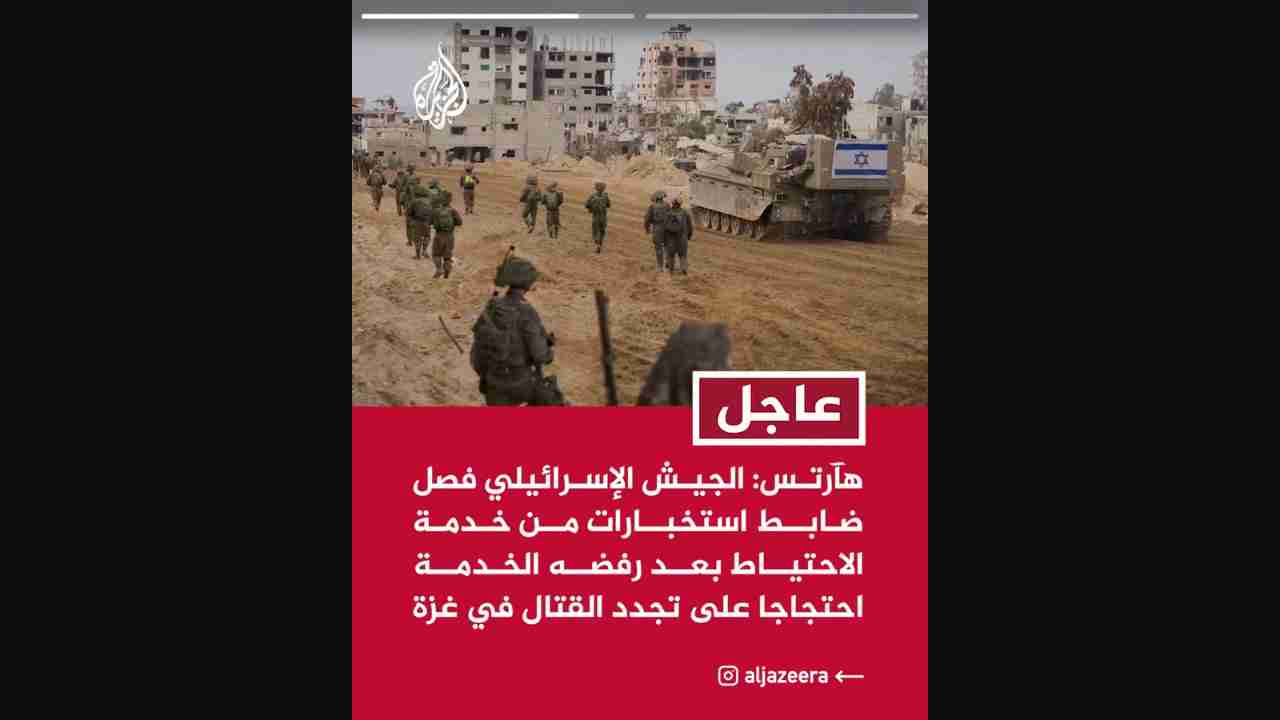 الجزيرة
عاجل
هآرتس: الجيش الإسرائيلي فصل
ضابط استخبارات من خدمة
الاحتياط بعد رفضه الخدمة
احتجاجا على تجدد القتال في غزة
aljazeera